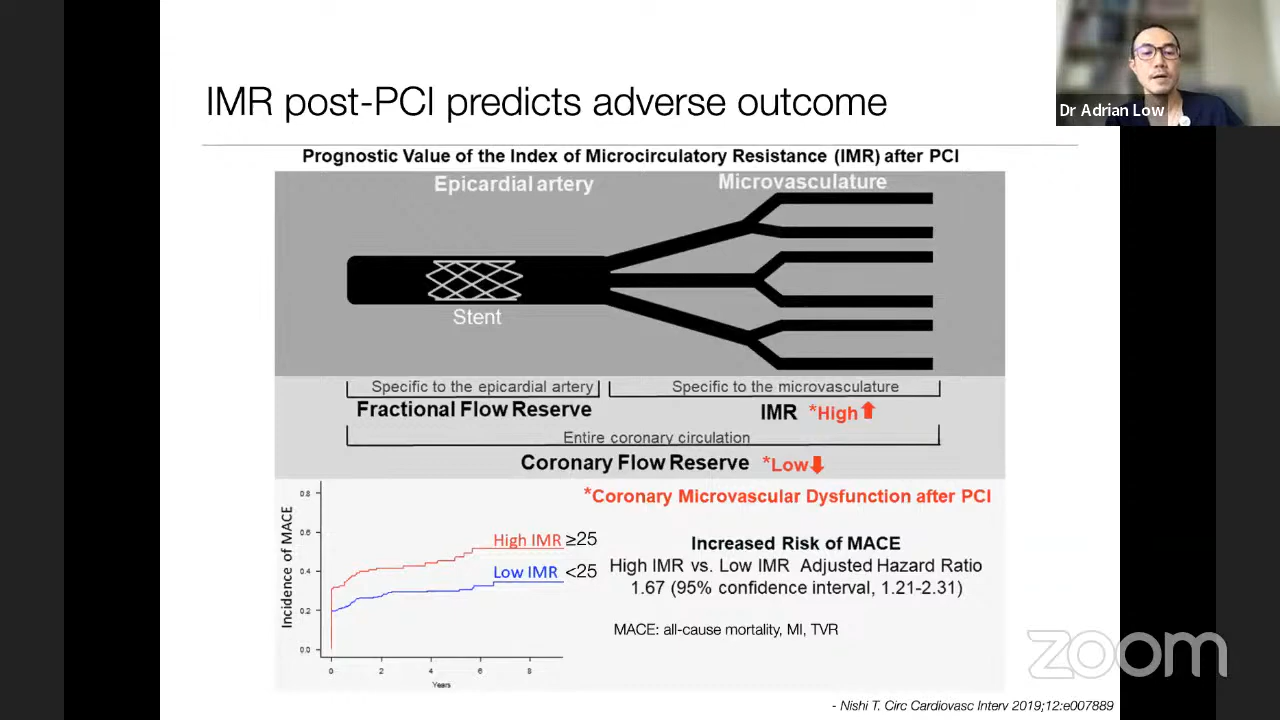 Dr Adrian Low
IMR post-PCI predicts adverse outcome
Prognostic Value of the Index of Microcirculatory Resistance (IMR) after PCI
Epicardial artery
Microvasculature
Stent
Specific to the epicardial artery
Specific to the microvasculature
Fractional Flow Reserve
IMR *High
Entire coronary circulation
Coronary Flow Reserve *Low
*Coronary Microvascular Dysfunction after PCI
Incidence of MACE
0.8
0.6
0.4
0.2
0.0
High IMR ≥25
Low IMR <25
0 2 4 6 8
Years
Increased Risk of MACE
High IMR vs. Low IMR Adjusted Hazard Ratio
1.67 (95% confidence interval, 1.21-2.31)
MACE: all-cause mortality, MI, TVR
zoom
- Nishi T. Circ Cardiovasc Interv 2019;12:e007889